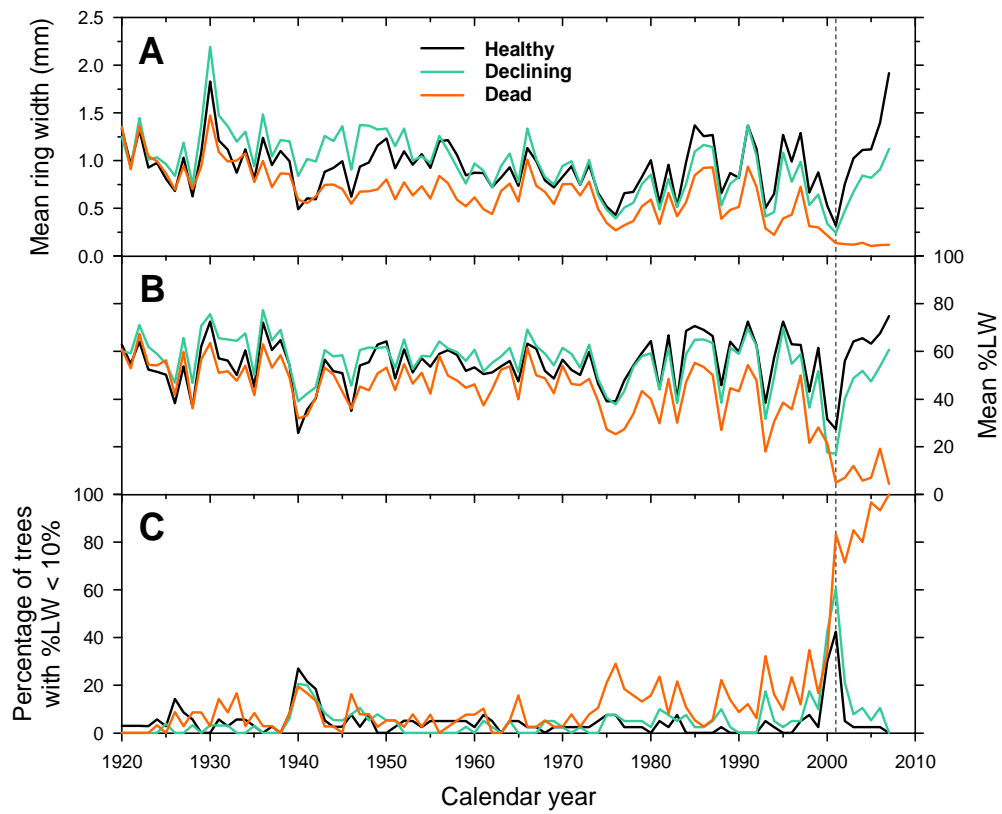 A
Healthy
Declining
Dead
Mean ring width (mm)
2.5
2.0
1.5
1.0
0.5
0.0
B
Mean %LW
100
80
60
40
20
0
C
Percentage of trees
with %LW < 10%
100
80
60
40
20
0
1920 1930 1940 1950 1960 1970 1980 1990 2000 2010
Calendar year